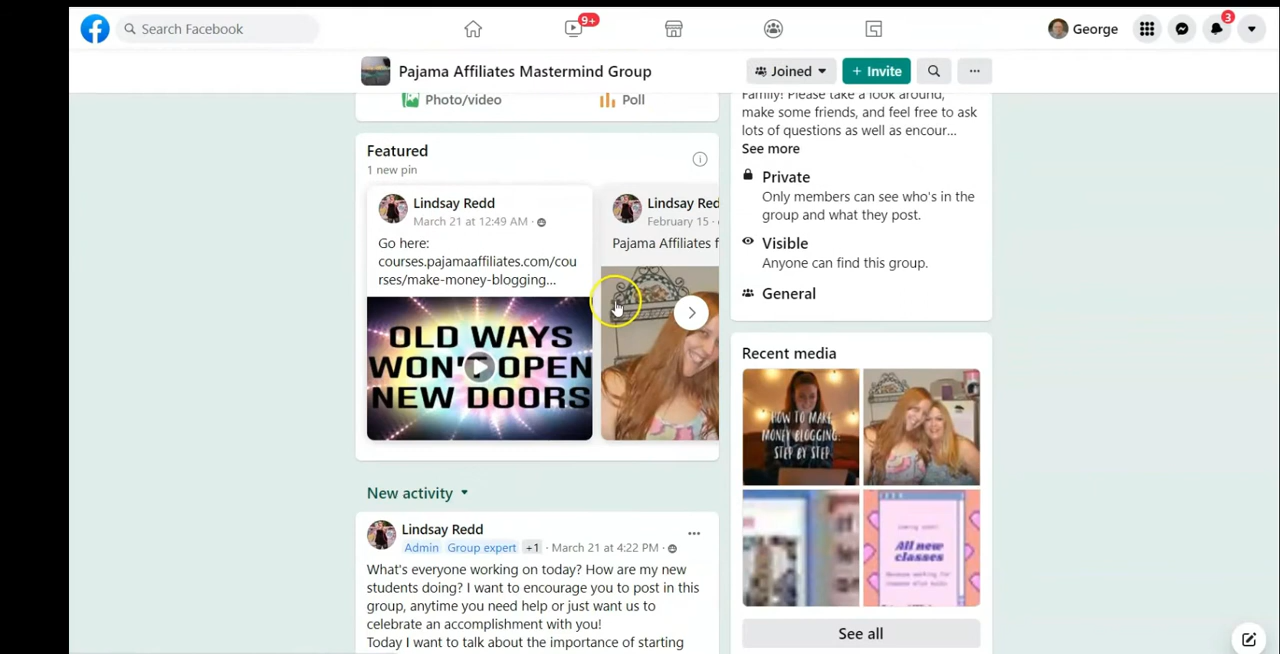 Search Facebook
9+
George
3
Pajama Affiliates Mastermind Group
Joined
+ Invite
Photo/video
Poll
Featured
1 new pin
Lindsay Redd
March 21 at 12:49 AM ·
Go here:
courses.pajamaaffiliates.com/cou
rses/make-money-blogging...
OLD WAYS
WON'T OPEN
NEW DOORS
Lindsay Red
February 15 ·
Pajama Affiliates f
New activity
Lindsay Redd
Admin Group expert +1 · March 21 at 4:22 PM ·
What's everyone working on today? How are my new
students doing? I want to encourage you to post in this
group, anytime you need help or just want us to
celebrate an accomplishment with you!
Today I want to talk about the importance of starting
Family! Please take a look around,
make some friends, and feel free to ask
lots of questions as well as encour...
See more
Private
Only members can see who's in the
group and what they post.
Visible
Anyone can find this group.
General
Recent media
HOW TO MAKE
MONEY BLOGGING:
STEP BY STEP
coming soon!
All new
classes
See all